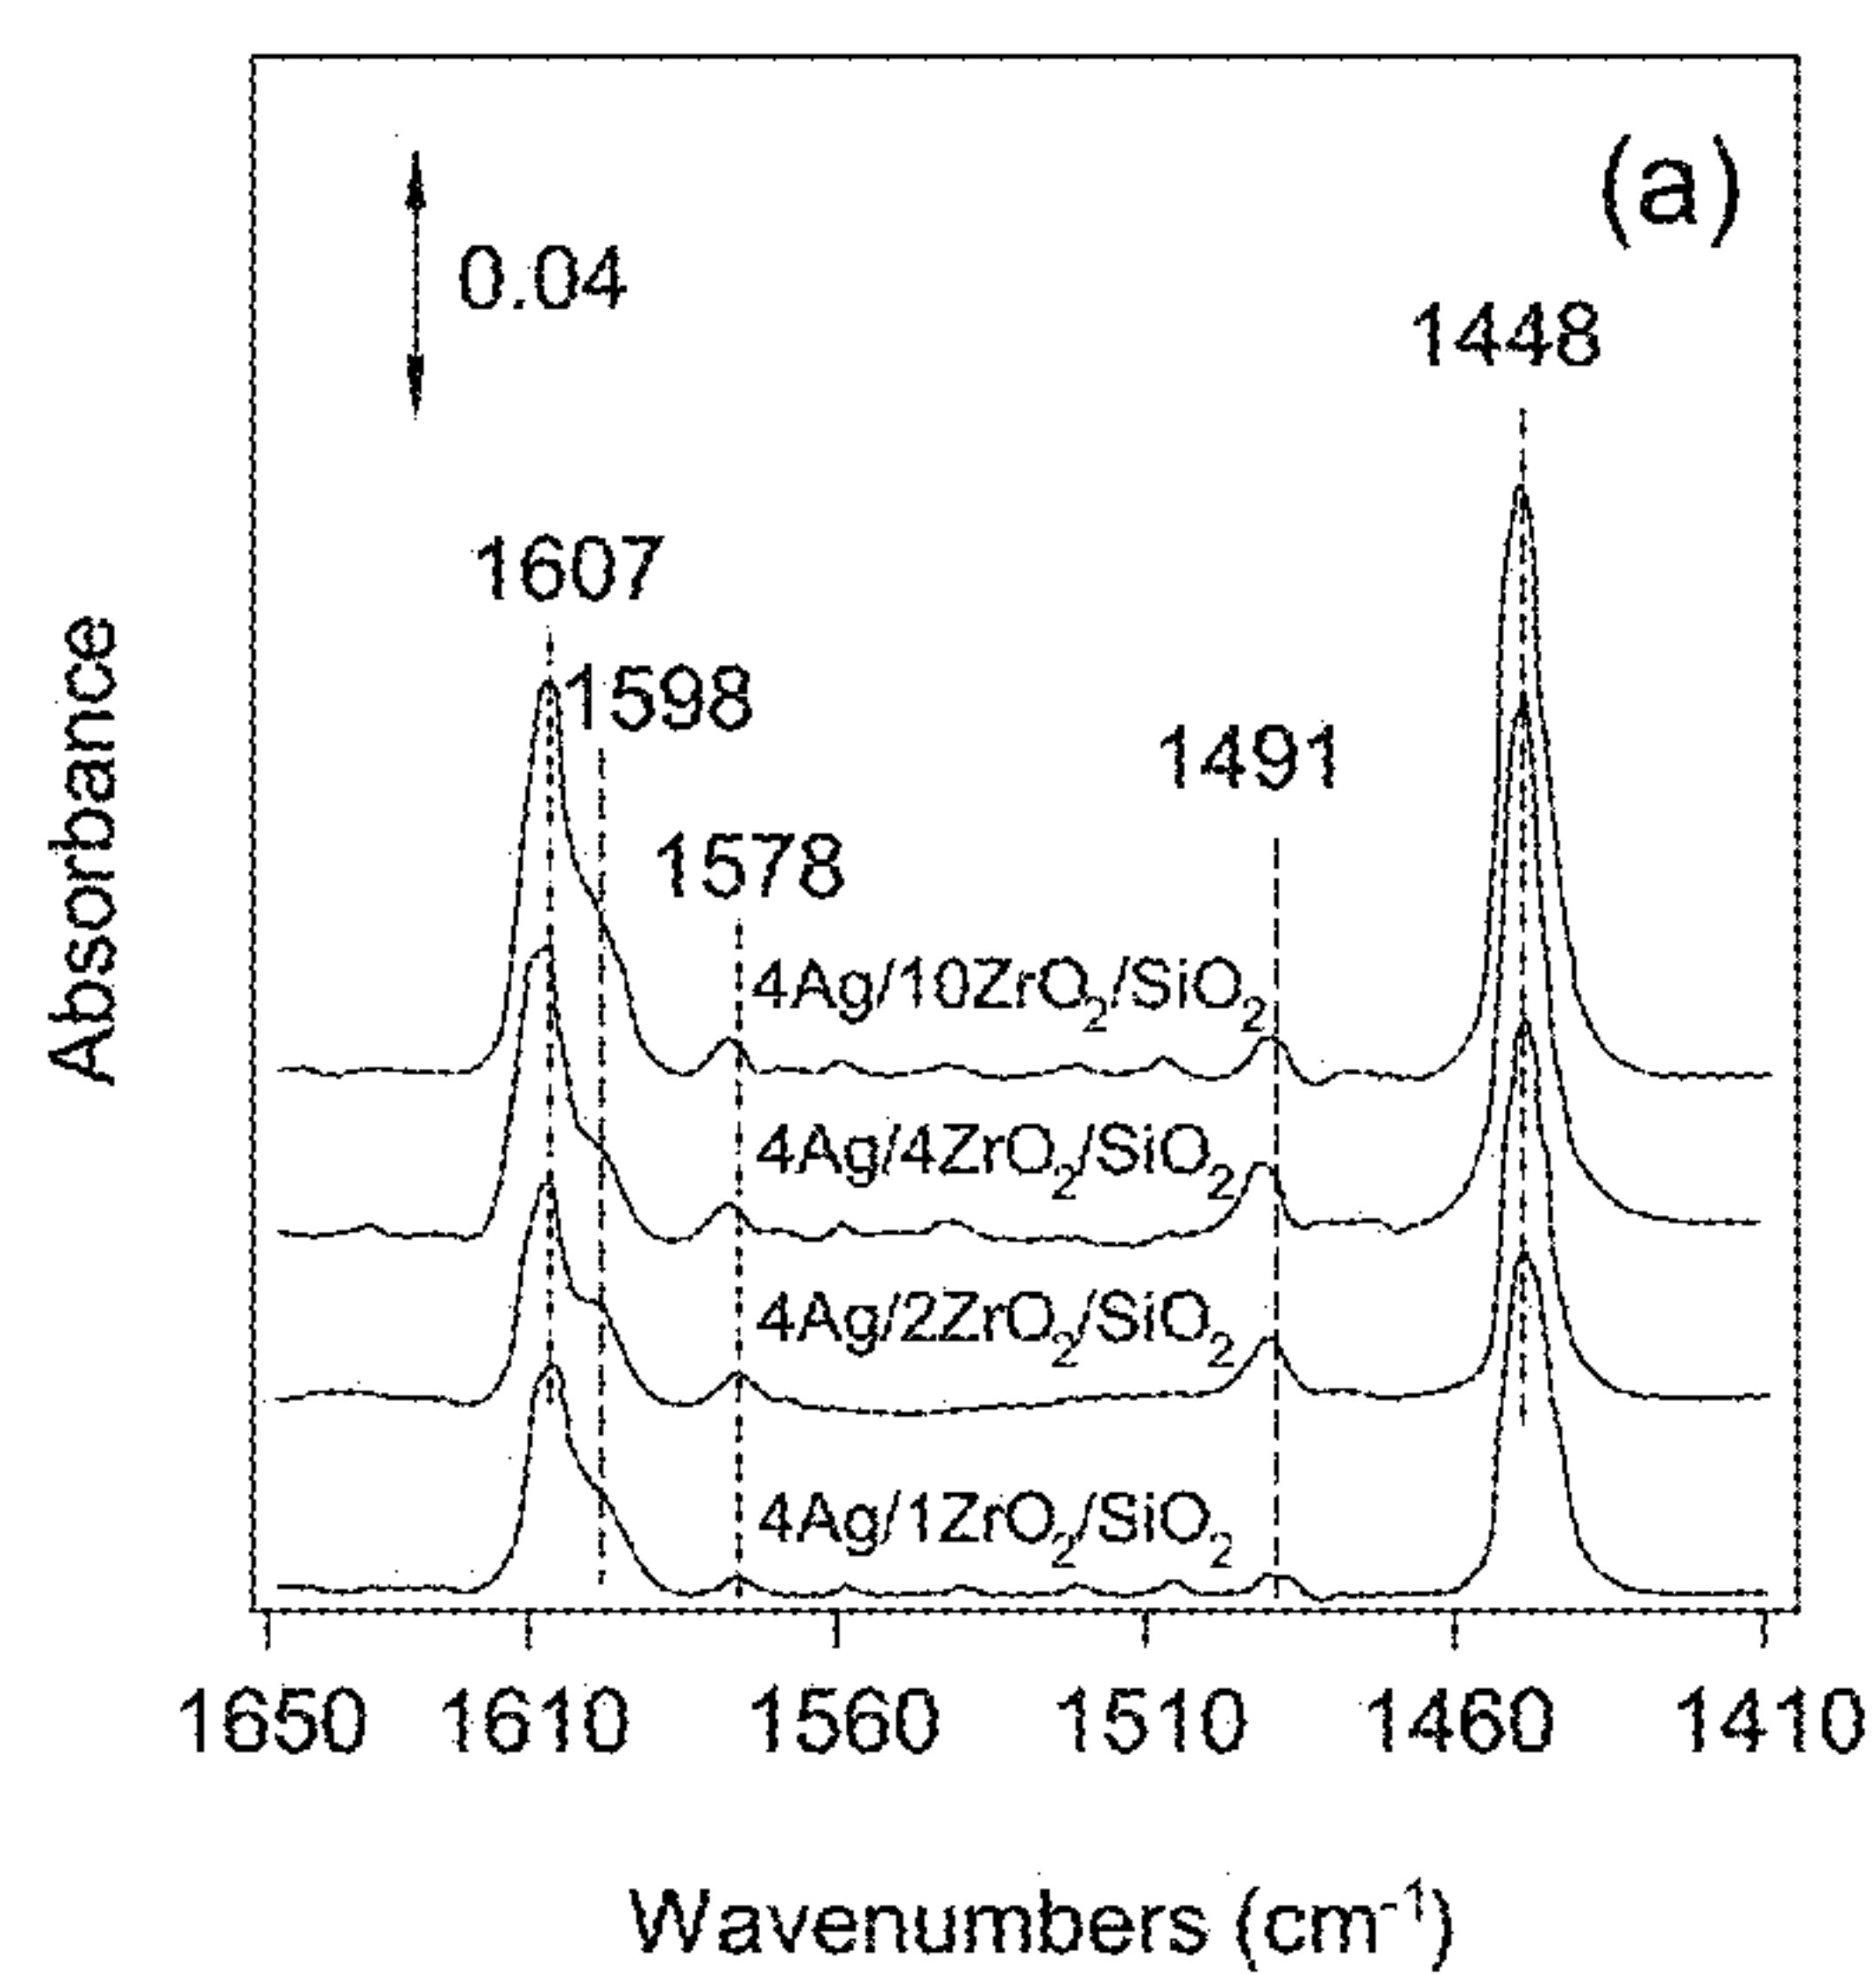 (a)
0.04
1448
1607
1598
1491
1578
4Ag/10ZrO₂/SiO₂
4Ag/4ZrO₂/SiO₂
4Ag/2ZrO₂/SiO₂
4Ag/1ZrO₂/SiO₂
Absorbance
1650 1610 1560 1510 1460 1410
Wavenumbers (cm⁻¹)